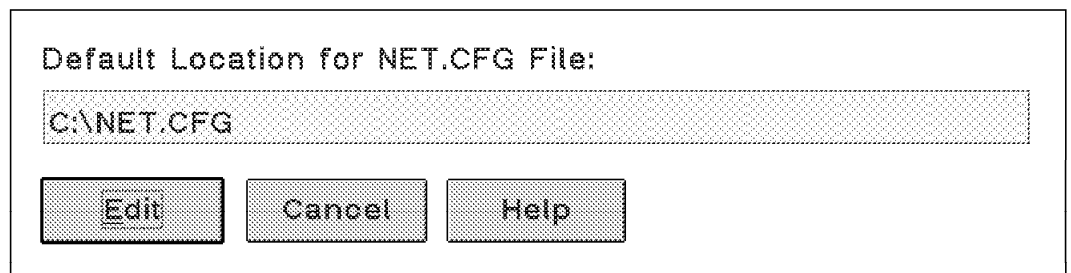 Default Location for NET.CFG File:
C:\NET.CFG
Edit Cancel Help